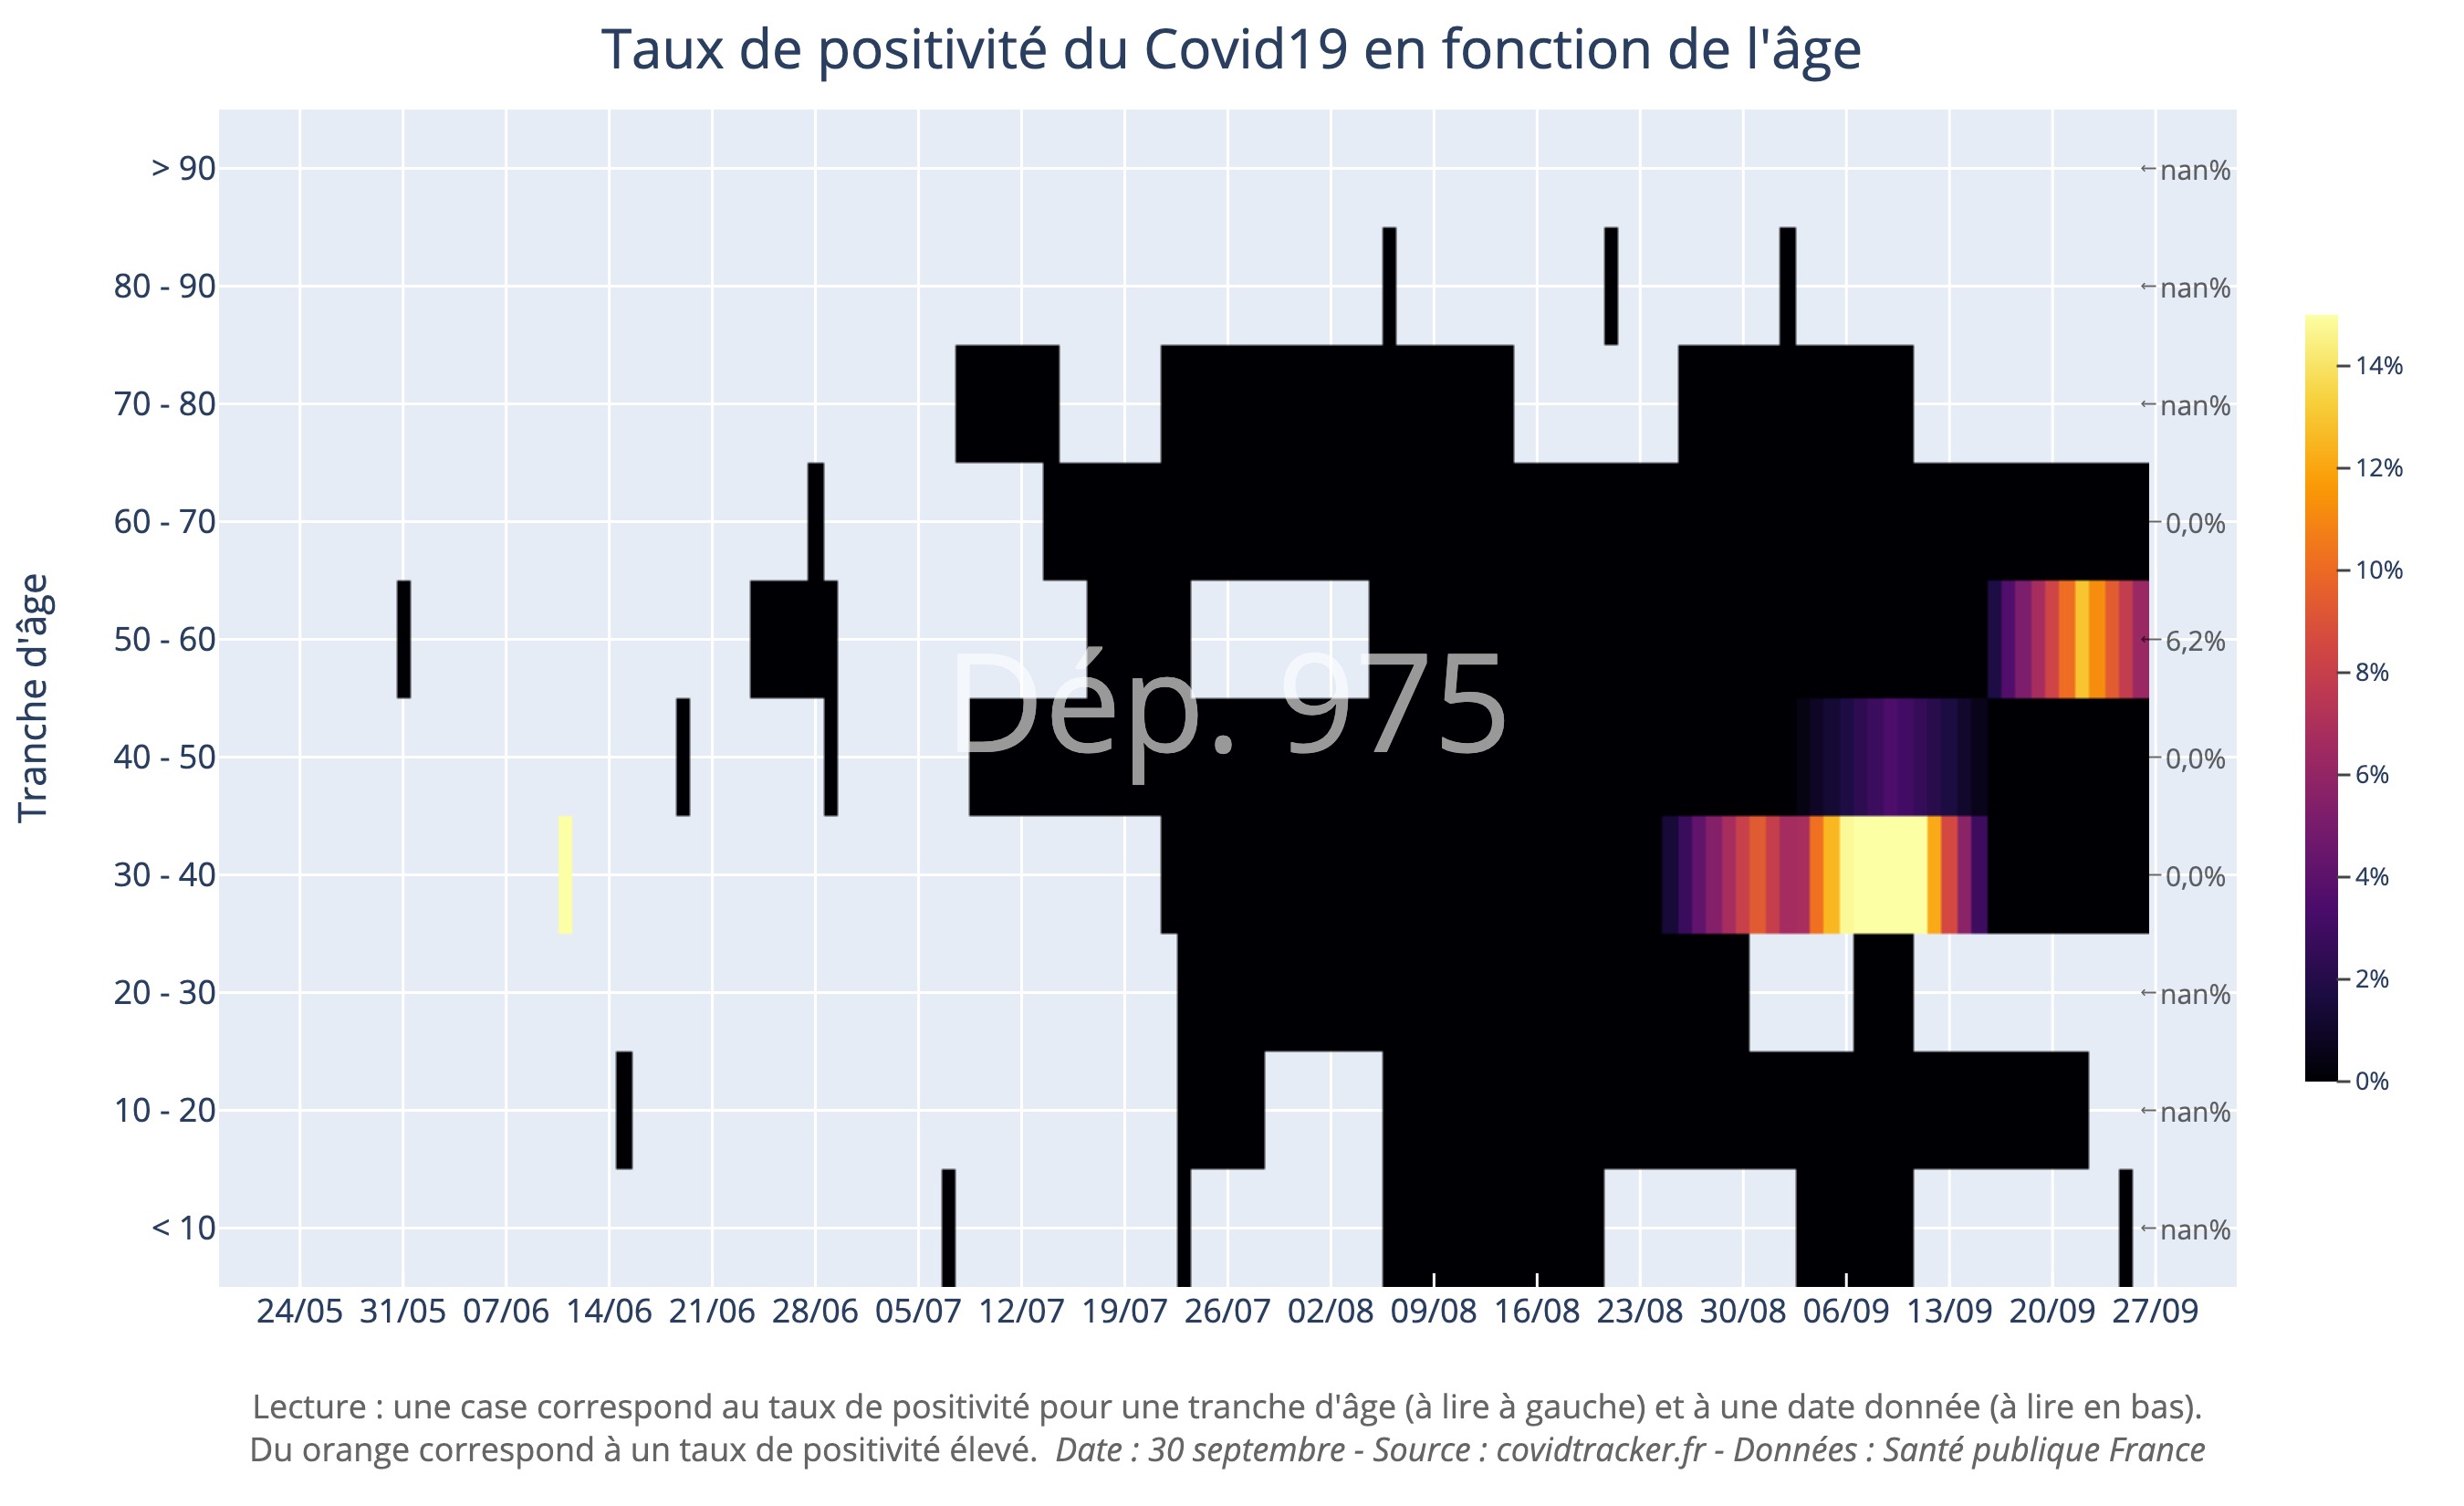 Taux de positivité du Covid19 en fonction de l'âge
Tranche d'âge
> 90
80 - 90
70 - 80
60 - 70
50 - 60
40 - 50
30 - 40
20 - 30
10 - 20
< 10
Dép. 975
←nan%
←nan%
←nan%
0,0%
←6,2%
0,0%
0,0%
←nan%
←nan%
←nan%
14%
12%
10%
8%
6%
4%
2%
0%
24/05 31/05 07/06 14/06 21/06 28/06 05/07 12/07 19/07 26/07 02/08 09/08 16/08 23/08 30/08 06/09 13/09 20/09 27/09
Lecture : une case correspond au taux de positivité pour une tranche d'âge (à lire à gauche) et à une date donnée (à lire en bas).
Du orange correspond à un taux de positivité élevé. Date : 30 septembre - Source : covidtracker.fr - Données : Santé publique France